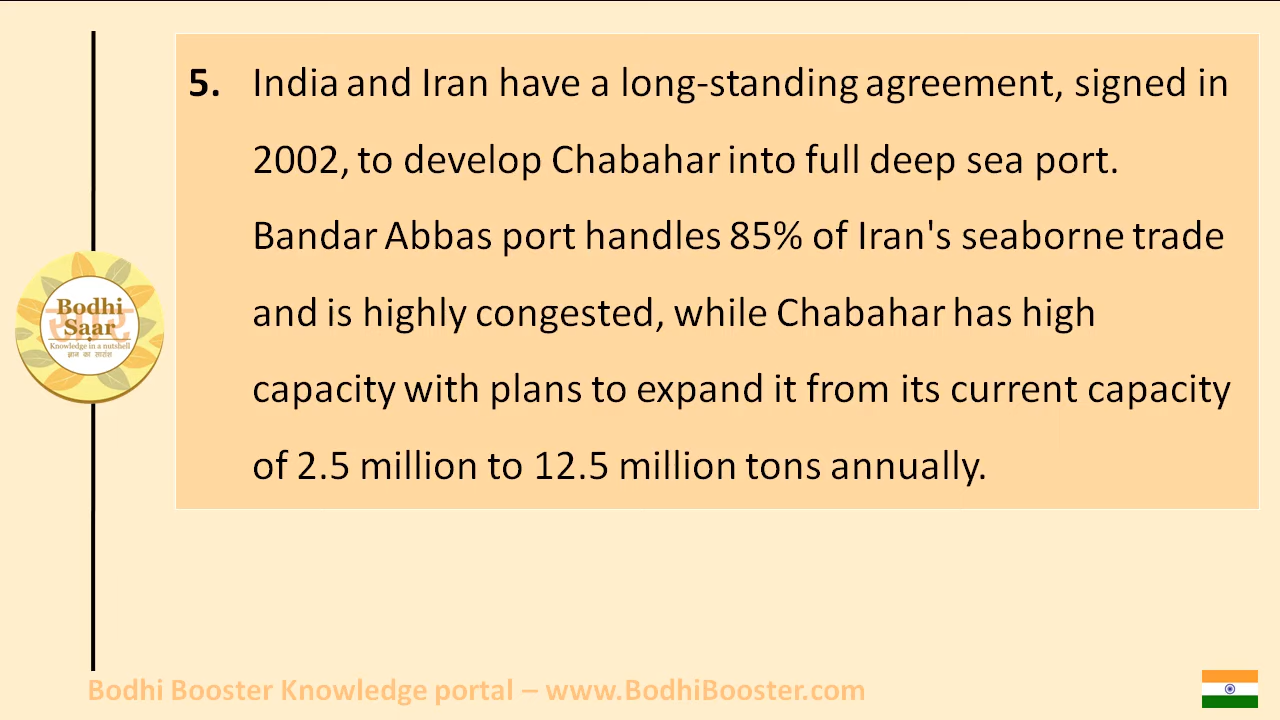 5. India and Iran have a long-standing agreement, signed in
2002, to develop Chabahar into full deep sea port.
Bandar Abbas port handles 85% of Iran's seaborne trade
and is highly congested, while Chabahar has high
capacity with plans to expand it from its current capacity
of 2.5 million to 12.5 million tons annually.
Bodhi
Saar
Knowledge in a nutshell
ज्ञान का सारांश
Bodhi Booster Knowledge portal – www.BodhiBooster.com